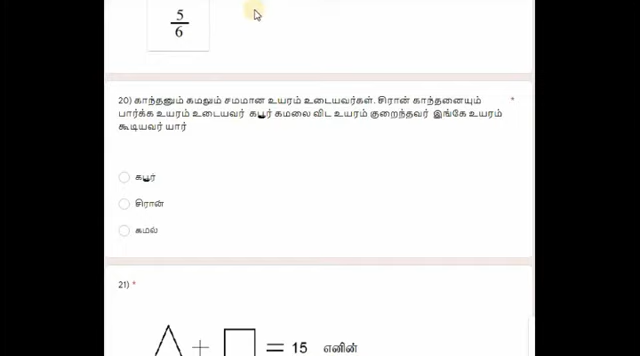 5
6
20) காந்தனும் கமலும் சமமான உயரம் உடையவர்கள். சிரான் காந்தனையும் *
பார்க்க உயரம் உடையவர் கபூர் கமலை விட உயரம் குறைந்தவர் இங்கே உயரம்
கூடியவர் யார்
கபூர்
சிரான்
கமல்
21) *
+ = 15 எனின்